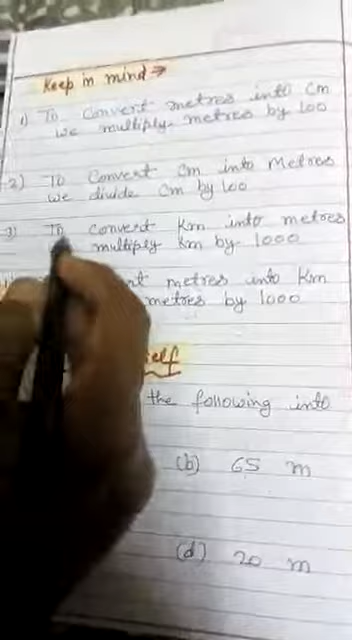 Keep in mind →
1) To Convert metres into Cm
we multiply metres by 100
2) To Convert Cm into Metres
we divide Cm by 100
3) To convert Km into metres
multiply Km by 1000
metres into Km
metres by 1000
the following into
(b) 65 m
(d) 20 m